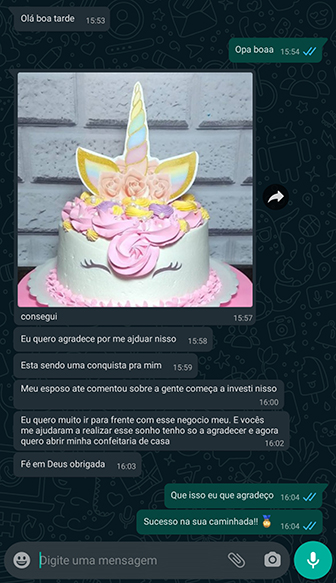 Olá boa tarde 15:53
Opa boaa 15:54
consegui 15:57
Eu quero agradece por me ajduar nisso 15:58
Esta sendo uma conquista pra mim 15:59
Meu esposo ate comentou sobre a gente começa a investi nisso
16:00
Eu quero muito ir para frente com esse negocio meu. E vocês
me ajudaram a realizar esse sonho tenho so a agradecer e agora
quero abrir minha confeitaria de casa 16:02
Fé em Deus obrigada 16:03
Que isso eu que agradeço 16:04
Sucesso na sua caminhada!! 🏅 16:04
Digite uma mensagem